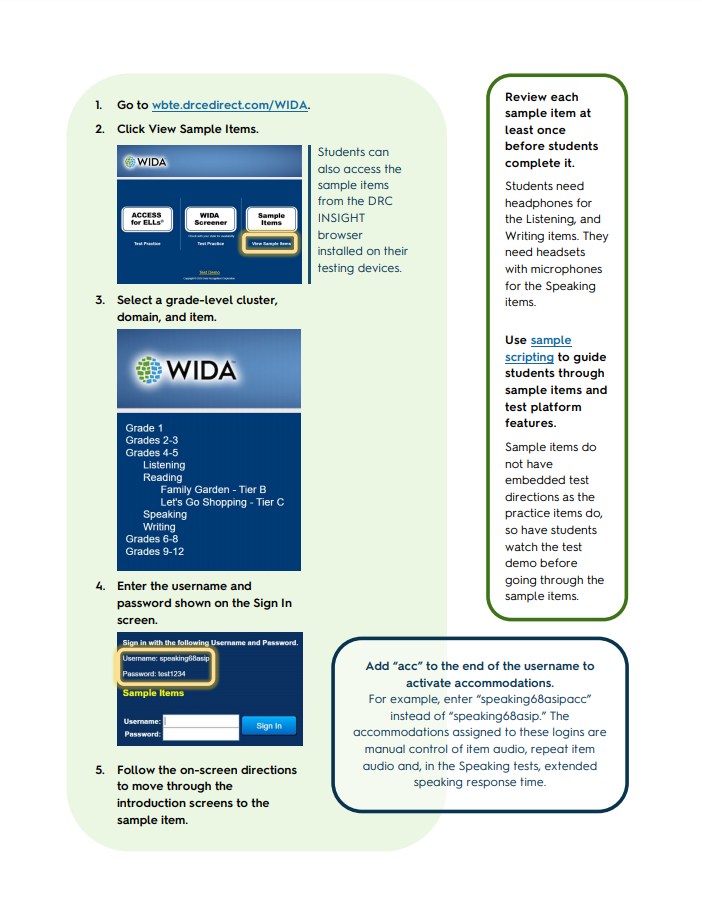 1. Go to wbte.drcedirect.com/WIDA.
2. Click View Sample Items.
WIDA
ACCESS
for ELLs®
Test Practice
WIDA
Screener
Test Practice
Sample
Items
View Sample Items
Test Demo
Students can
also access the
sample items
from the DRC
INSIGHT
browser
installed on their
testing devices.
3. Select a grade-level cluster,
domain, and item.
WIDA
Grade 1
Grades 2-3
Grades 4-5
Listening
Reading
Family Garden - Tier B
Let's Go Shopping - Tier C
Speaking
Writing
Grades 6-8
Grades 9-12
4. Enter the username and
password shown on the Sign In
screen.
Sign in with the following Username and Password.
Username: speaking68asip
Password: test1234
Sample Items
Username:
Password:
Sign In
5. Follow the on-screen directions
to move through the
introduction screens to the
sample item.
Review each
sample item at
least once
before students
complete it.
Students need
headphones for
the Listening, and
Writing items. They
need headsets
with microphones
for the Speaking
items.
Use sample
scripting to guide
students through
sample items and
test platform
features.
Sample items do
not have
embedded test
directions as the
practice items do,
so have students
watch the test
demo before
going through the
sample items.
Add “acc” to the end of the username to
activate accommodations.
For example, enter “speaking68asipacc”
instead of “speaking68asip.” The
accommodations assigned to these logins are
manual control of item audio, repeat item
audio and, in the Speaking tests, extended
speaking response time.